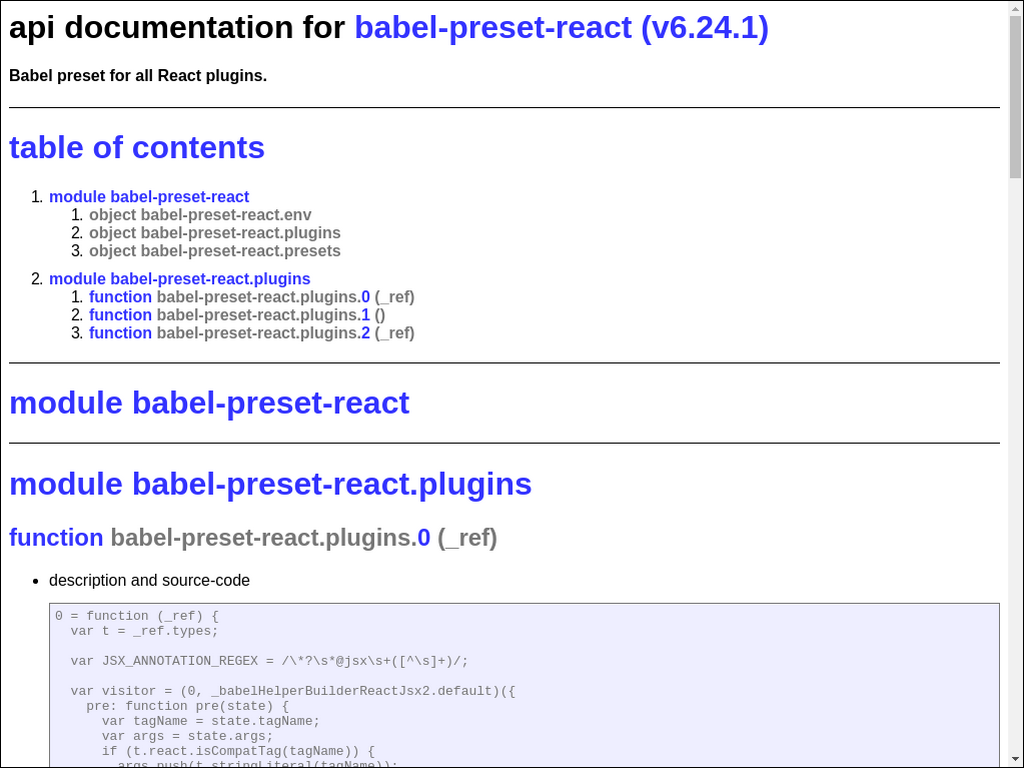 api documentation for babel-preset-react (v6.24.1)
Babel preset for all React plugins.
table of contents
1. module babel-preset-react
1. object babel-preset-react.env
2. object babel-preset-react.plugins
3. object babel-preset-react.presets
2. module babel-preset-react.plugins
1. function babel-preset-react.plugins.0 (_ref)
2. function babel-preset-react.plugins.1 ()
3. function babel-preset-react.plugins.2 (_ref)
module babel-preset-react
module babel-preset-react.plugins
function babel-preset-react.plugins.0 (_ref)
• description and source-code
0 = function (_ref) {
  var t = _ref.types;
  var JSX_ANNOTATION_REGEX = /\*?\s*@jsx\s+([^\s]+)/;
  var visitor = (0, _babelHelperBuilderReactJsx2.default)({
    pre: function pre(state) {
      var tagName = state.tagName;
      var args = state.args;
      if (t.react.isCompatTag(tagName)) {
        args.push(t.stringLiteral(tagName));